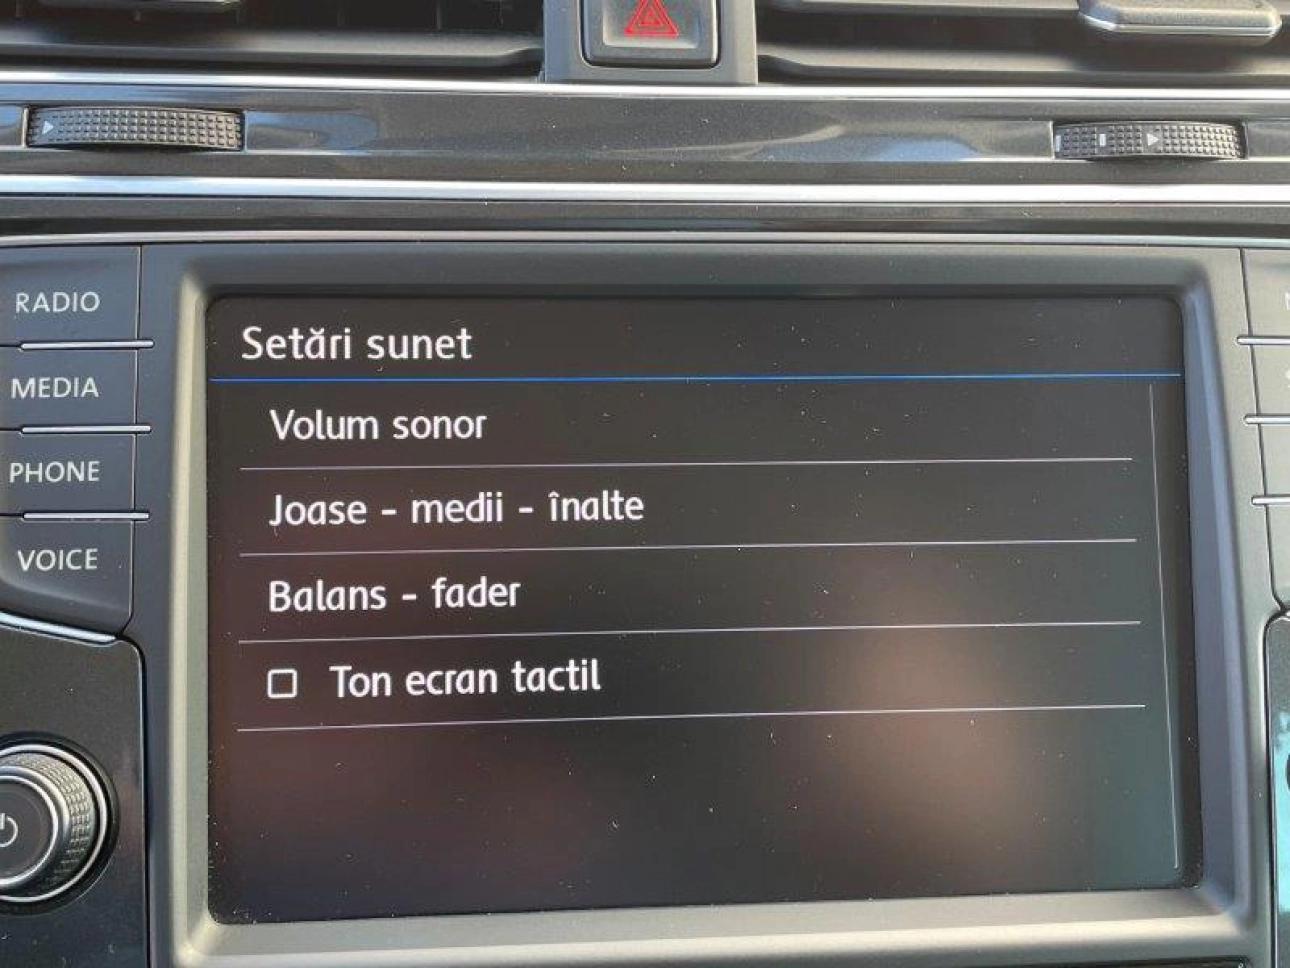 RADIO
MEDIA
PHONE
VOICE
Setări sunet
Volum sonor
Joase - medii - înalte
Balans - fader
Ton ecran tactil